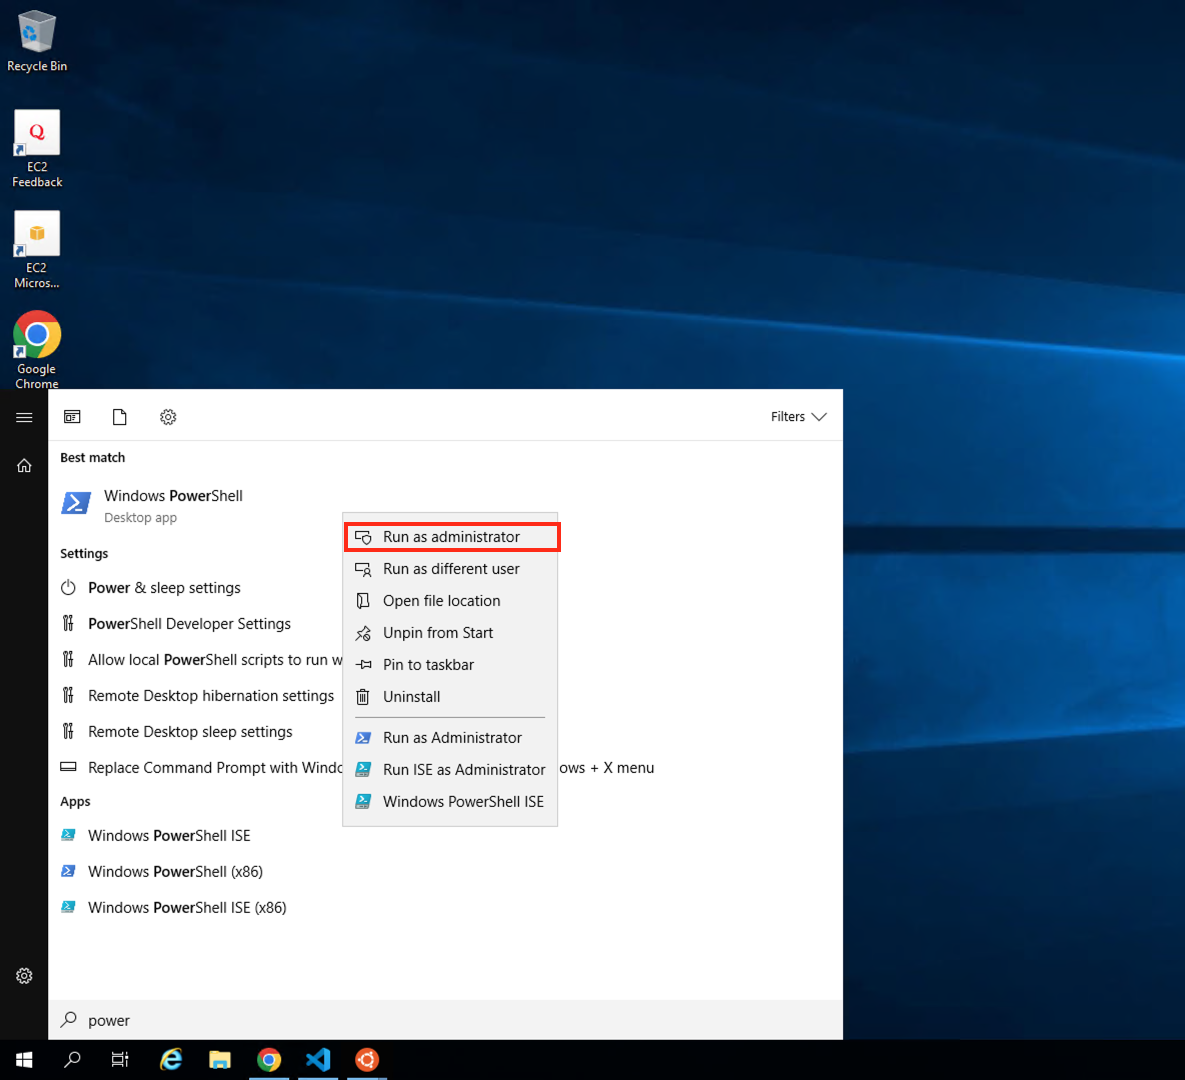 Recycle Bin
Q
EC2
Feedback
EC2
Micros...
Google
Chrome
Filters
Best match
Windows PowerShell
Desktop app
Settings
Power & sleep settings
PowerShell Developer Settings
Allow local PowerShell scripts to run w
Remote Desktop hibernation settings
Remote Desktop sleep settings
Replace Command Prompt with Windo
ows + X menu
Apps
Windows PowerShell ISE
Windows PowerShell (x86)
Windows PowerShell ISE (x86)
Run as administrator
Run as different user
Open file location
Unpin from Start
Pin to taskbar
Uninstall
Run as Administrator
Run ISE as Administrator
Windows PowerShell ISE
power